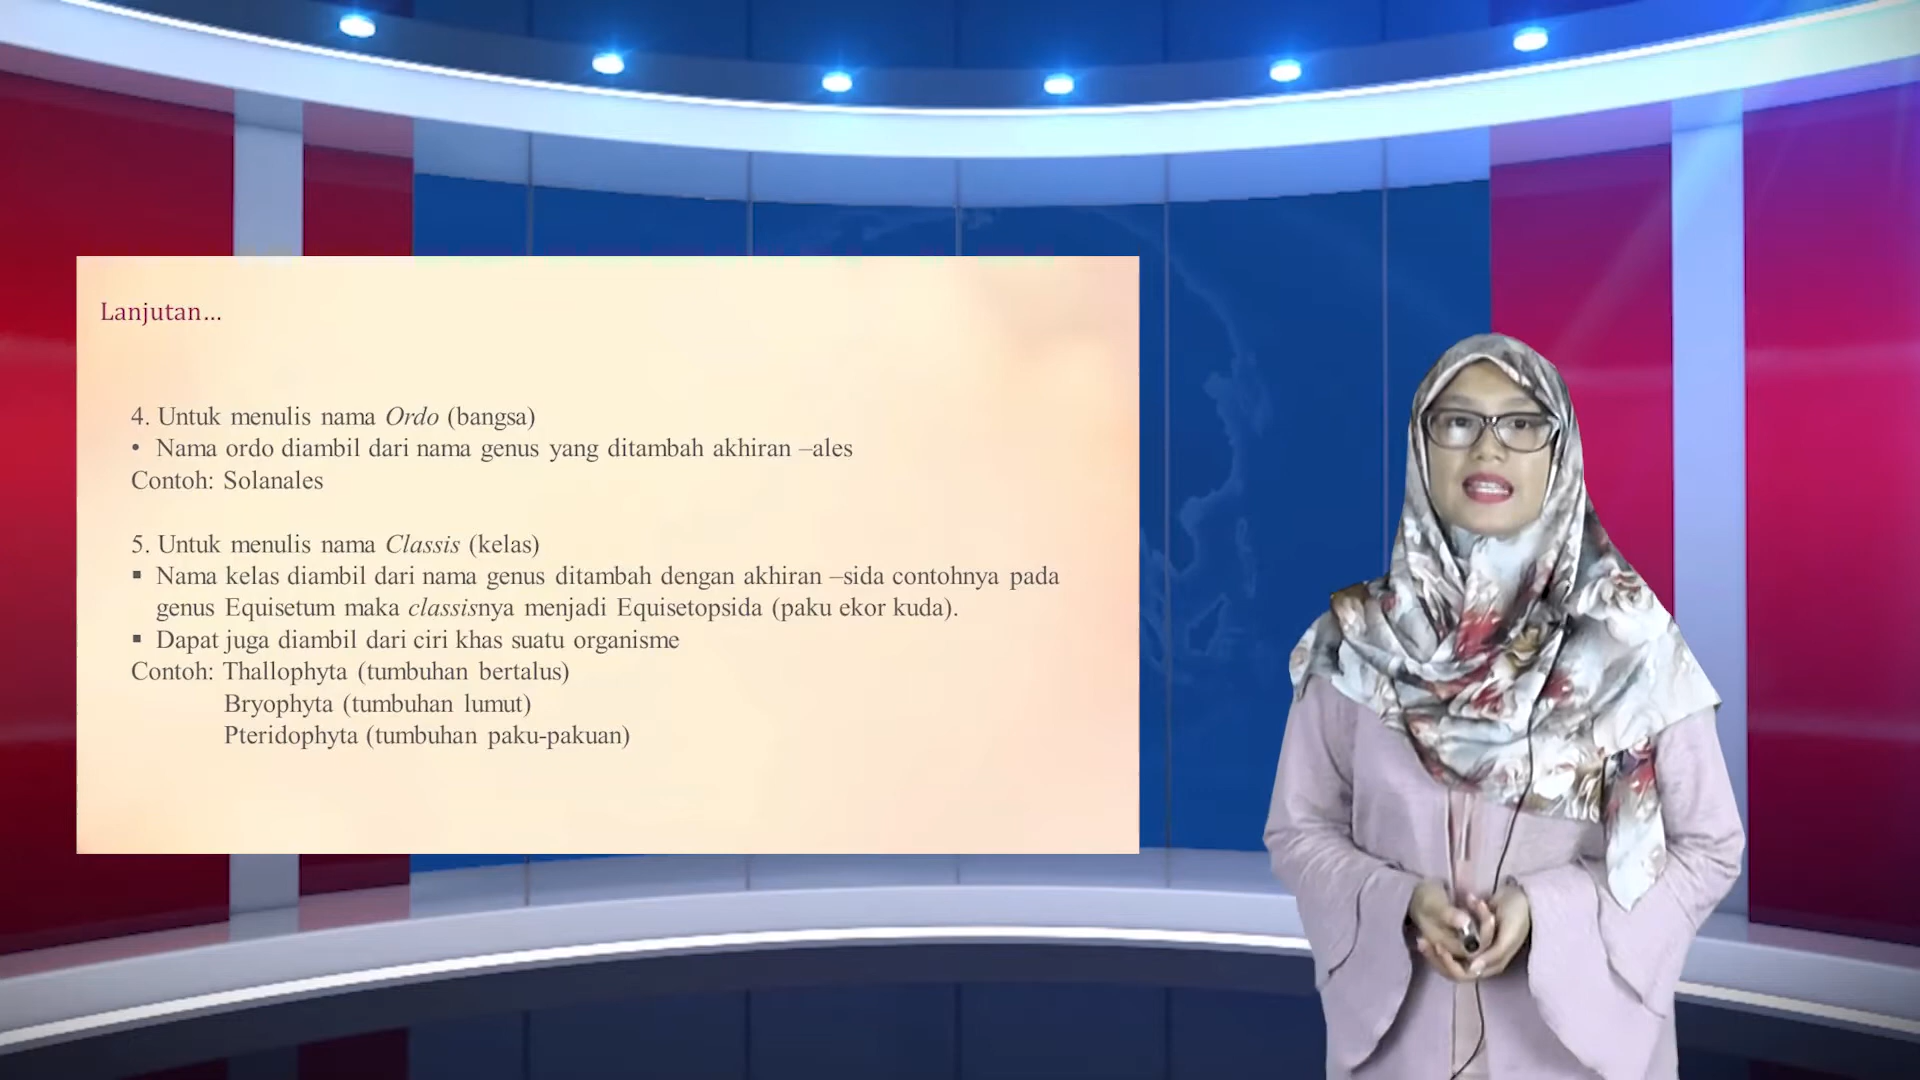 Lanjutan...
4. Untuk menulis nama Ordo (bangsa)
• Nama ordo diambil dari nama genus yang ditambah akhiran –ales
Contoh: Solanales
5. Untuk menulis nama Classis (kelas)
▪ Nama kelas diambil dari nama genus ditambah dengan akhiran –sida contohnya pada
genus Equisetum maka classisnya menjadi Equisetopsida (paku ekor kuda).
▪ Dapat juga diambil dari ciri khas suatu organisme
Contoh: Thallophyta (tumbuhan bertalus)
Bryophyta (tumbuhan lumut)
Pteridophyta (tumbuhan paku-pakuan)